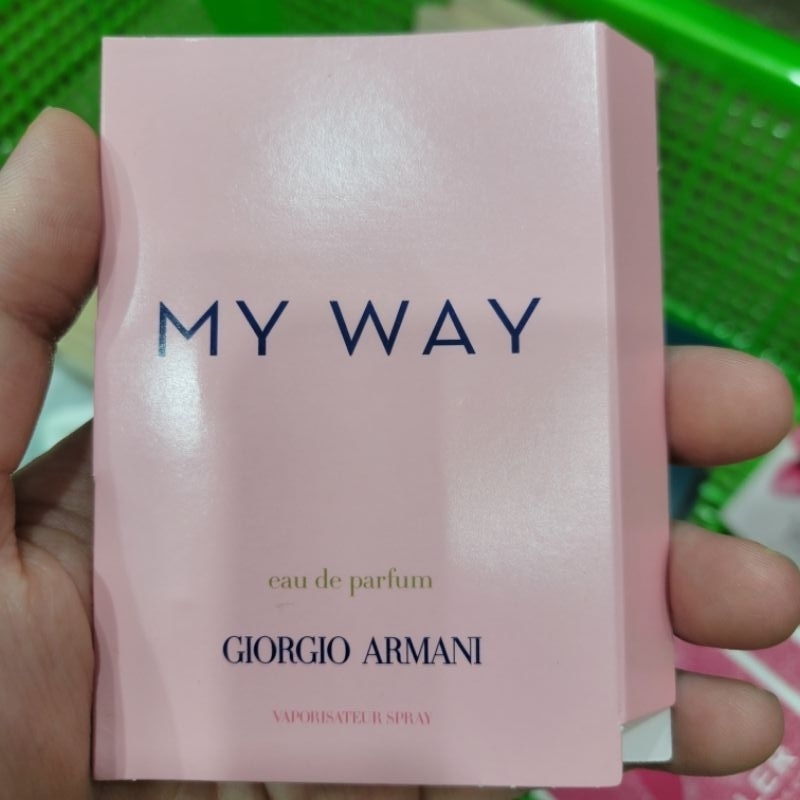 MY WAY
eau de parfum
GIORGIO ARMANI
VAPORISATEUR SPRAY